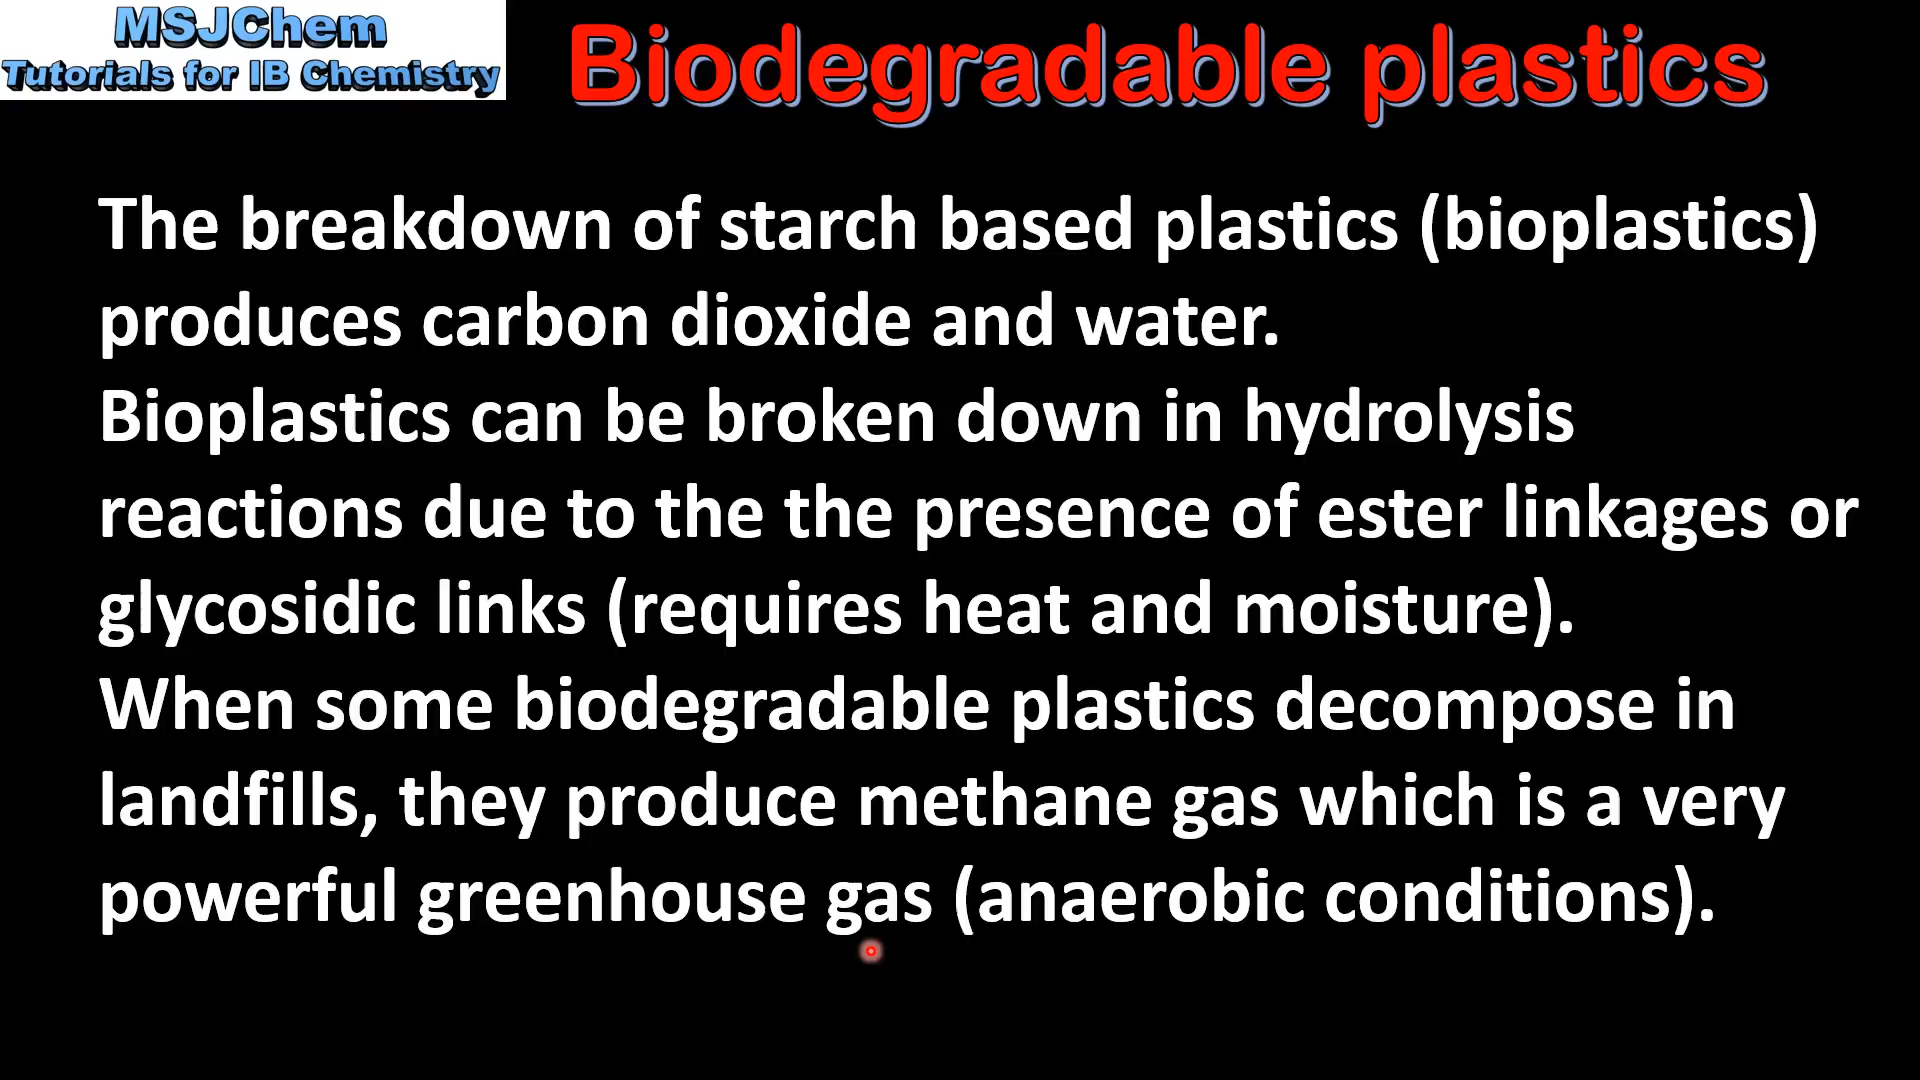 MSJChem
Tutorials for IB Chemistry
Biodegradable plastics
The breakdown of starch based plastics (bioplastics)
produces carbon dioxide and water.
Bioplastics can be broken down in hydrolysis
reactions due to the the presence of ester linkages or
glycosidic links (requires heat and moisture).
When some biodegradable plastics decompose in
landfills, they produce methane gas which is a very
powerful greenhouse gas (anaerobic conditions).